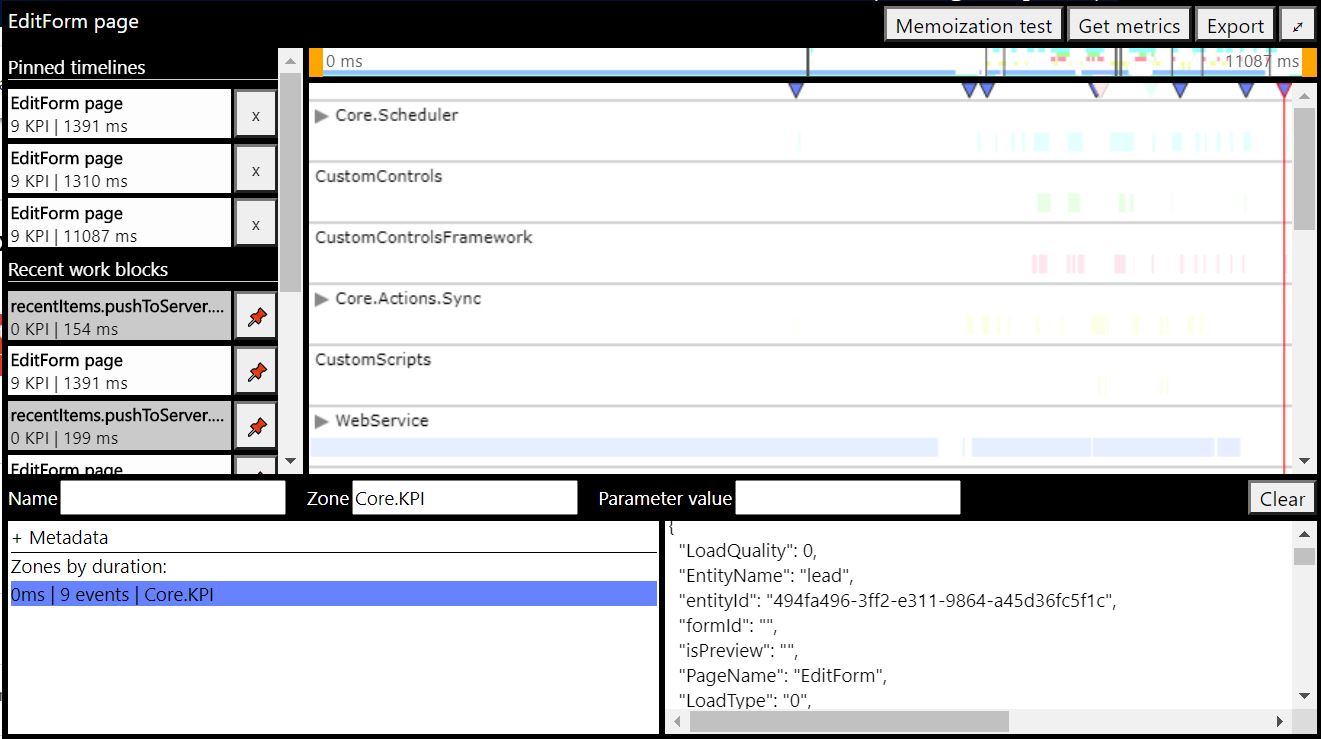 EditForm page
Memoization test
Get metrics
Export
Pinned timelines
EditForm page
9 KPI | 1391 ms
x
EditForm page
9 KPI | 1310 ms
x
EditForm page
9 KPI | 11087 ms
x
Recent work blocks
recentItems.pushToServer....
0 KPI | 154 ms
EditForm page
9 KPI | 1391 ms
recentItems.pushToServer....
0 KPI | 199 ms
EditForm page
0 ms
11087 ms
Core.Scheduler
CustomControls
CustomControlsFramework
Core.Actions.Sync
CustomScripts
WebService
Name
Zone Core.KPI
Parameter value
Clear
+ Metadata
Zones by duration:
0ms | 9 events | Core.KPI
{
"LoadQuality": 0,
"EntityName": "lead",
"entityId": "494fa496-3ff2-e311-9864-a45d36fc5f1c",
"formId": "",
"isPreview": "",
"PageName": "EditForm",
"LoadType": "0",